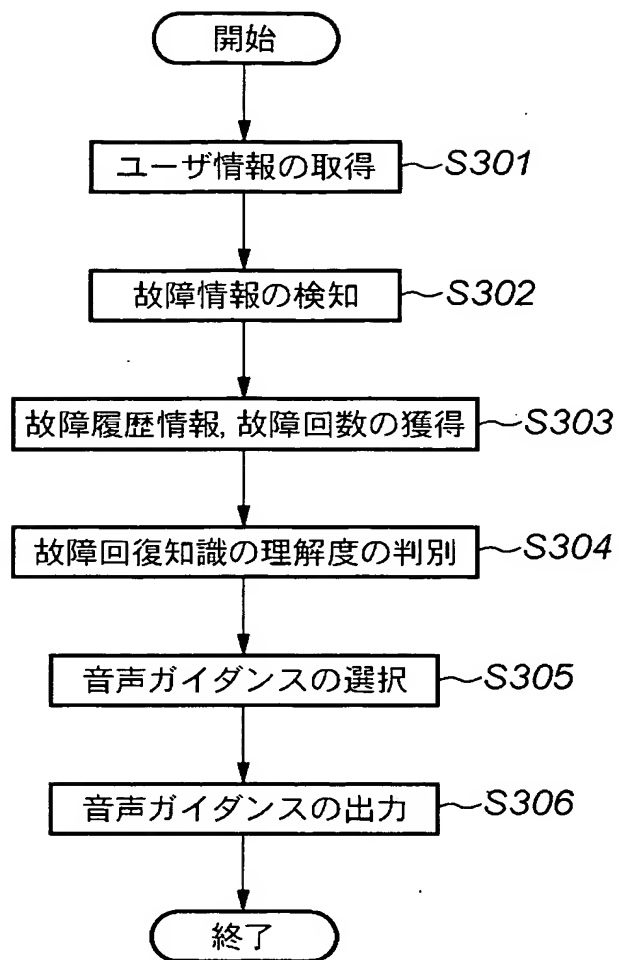 開始
ユーザ情報の取得 S301
故障情報の検知 S302
故障履歴情報, 故障回数の獲得 S303
故障回復知識の理解度の判別 S304
音声ガイダンスの選択 S305
音声ガイダンスの出力 S306
終了